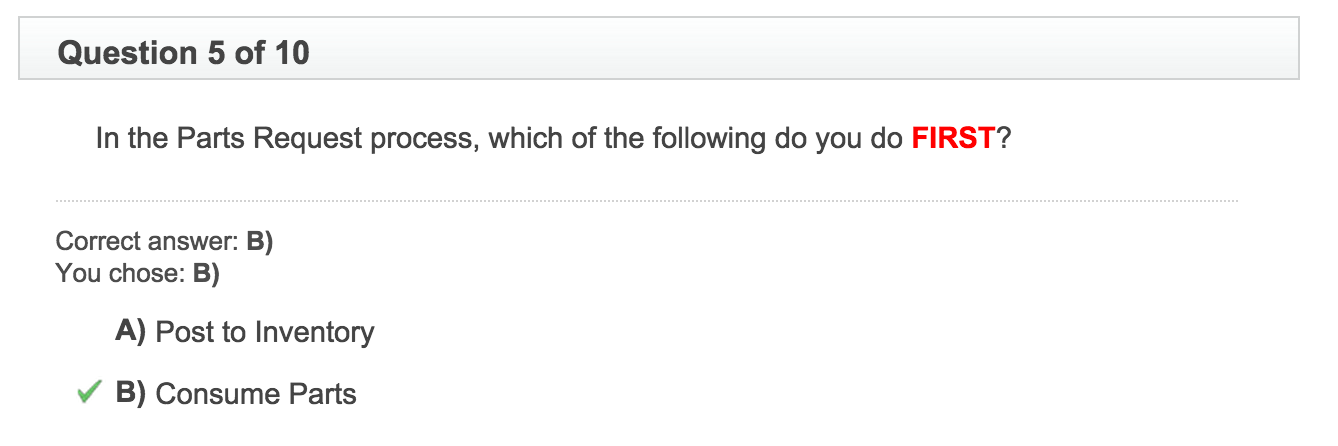 Question 5 of 10
In the Parts Request process, which of the following do you do FIRST?
Correct answer: B)
You chose: B)
A) Post to Inventory
B) Consume Parts